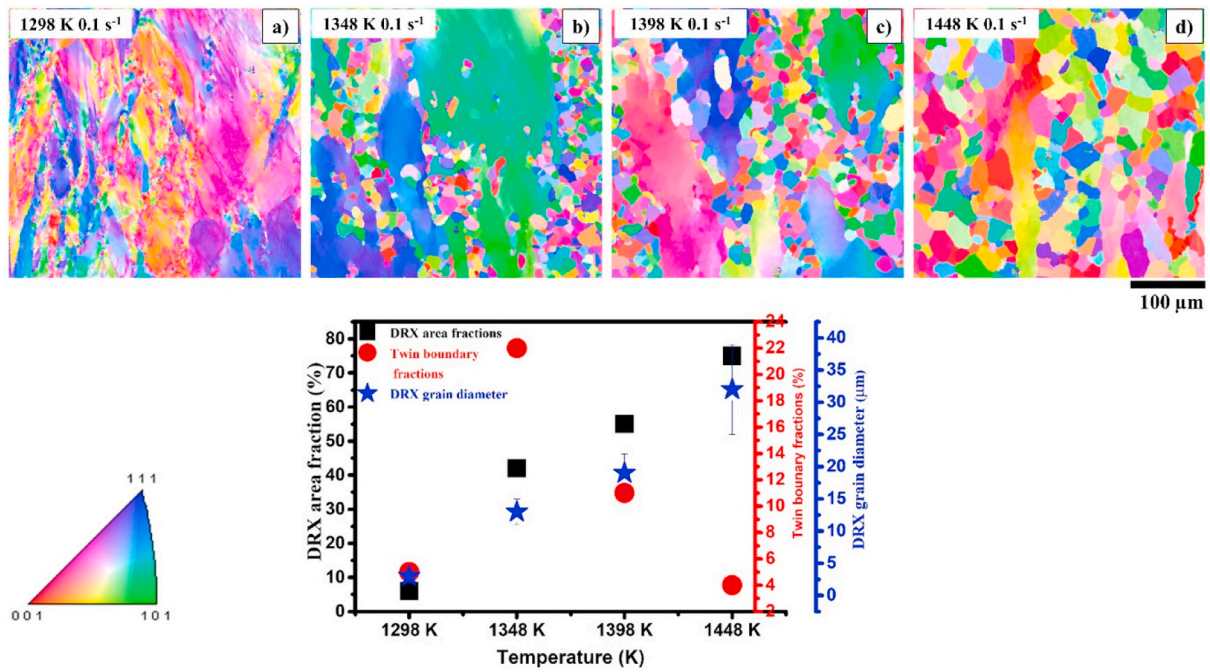 1298 K 0.1 s⁻¹
a)
1348 K 0.1 s⁻¹
b)
1398 K 0.1 s⁻¹
c)
1448 K 0.1 s⁻¹
d)
100 µm
DRX area fractions
Twin boundary
fractions
DRX grain diameter
DRX area fraction (%)
80
70
60
50
40
30
20
10
0
24
22
20
18
16
14
12
10
8
6
4
2
Twin bounary fractions (%)
40
35
30
25
20
15
10
5
0
DRX grain diameter (µm)
1298 K
1348 K
1398 K
1448 K
Temperature (K)
1 1 1
0 0 1
1 0 1